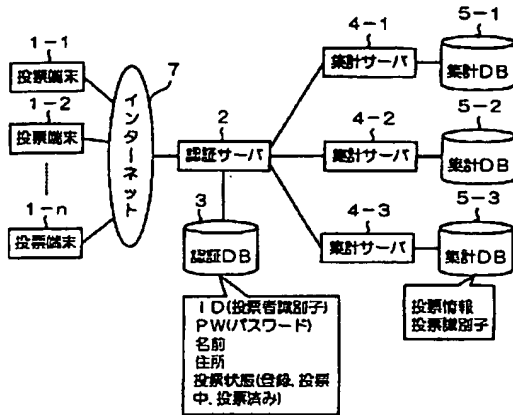 1-1
投票端末
1-2
投票端末
1-n
投票端末
7
インターネット
2
認証サーバ
3
認証DB
4-1
集計サーバ
5-1
集計DB
4-2
集計サーバ
5-2
集計DB
4-3
集計サーバ
5-3
集計DB
ID(投票者識別子)
PW(パスワード)
名前
住所
投票状態(登録、投票
中、投票済み)
投票情報
投票識別子